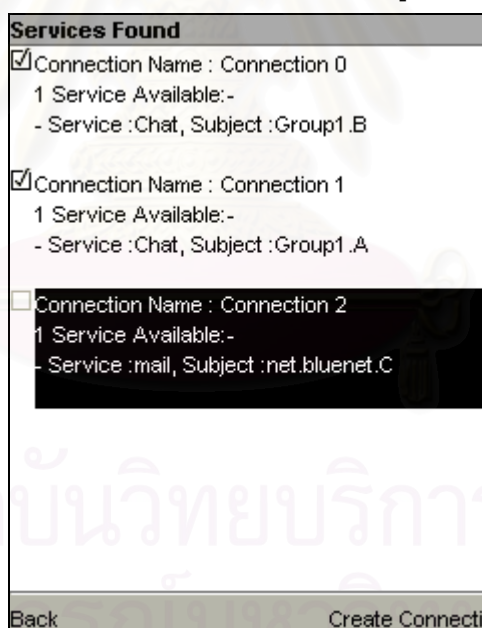 Services Found
Connection Name : Connection 0
1 Service Available:-
- Service :Chat, Subject :Group1.B
Connection Name : Connection 1
1 Service Available:-
- Service :Chat, Subject :Group1.A
Connection Name : Connection 2
1 Service Available:-
- Service :mail, Subject :net.bluenet.C
Back Create Connecti